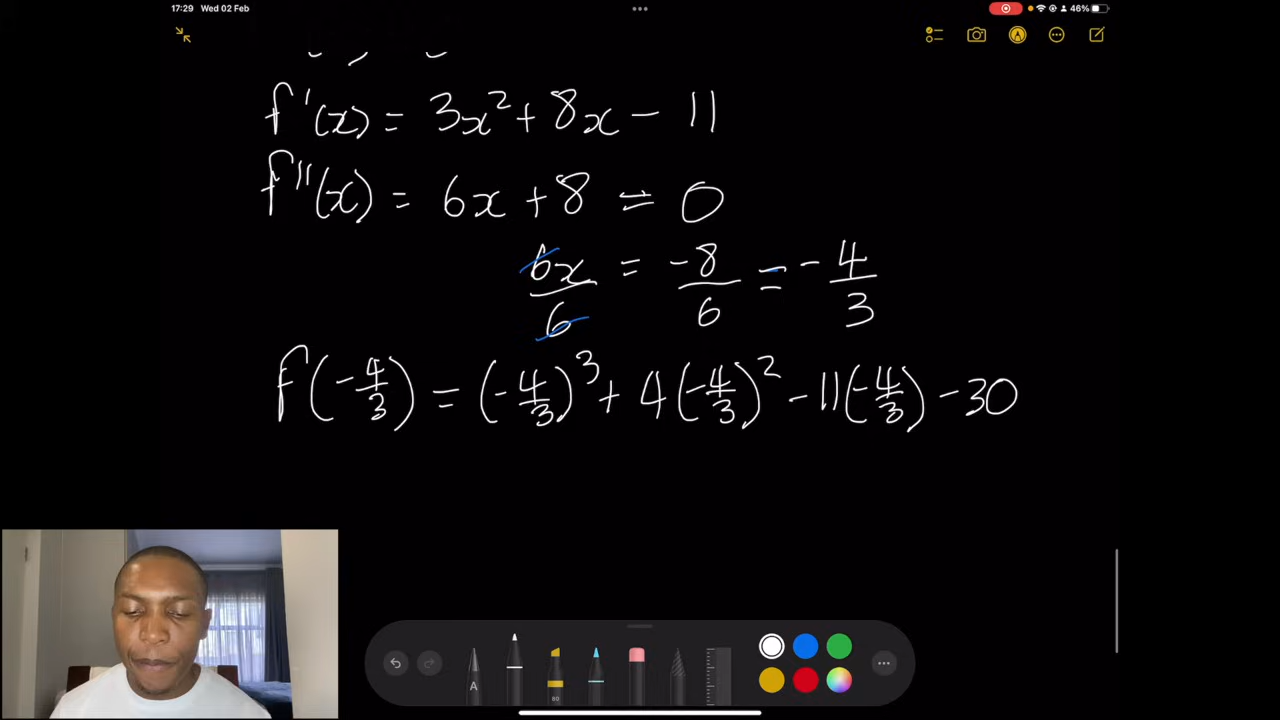 17:29 Wed 02 Feb
46%
f'(x) = 3x² + 8x - 11
f''(x) = 6x + 8 = 0
6x/6 = -8/6 = -4/3
f(-4/3) = (-4/3)³ + 4(-4/3)² - 11(-4/3) - 30
A
80